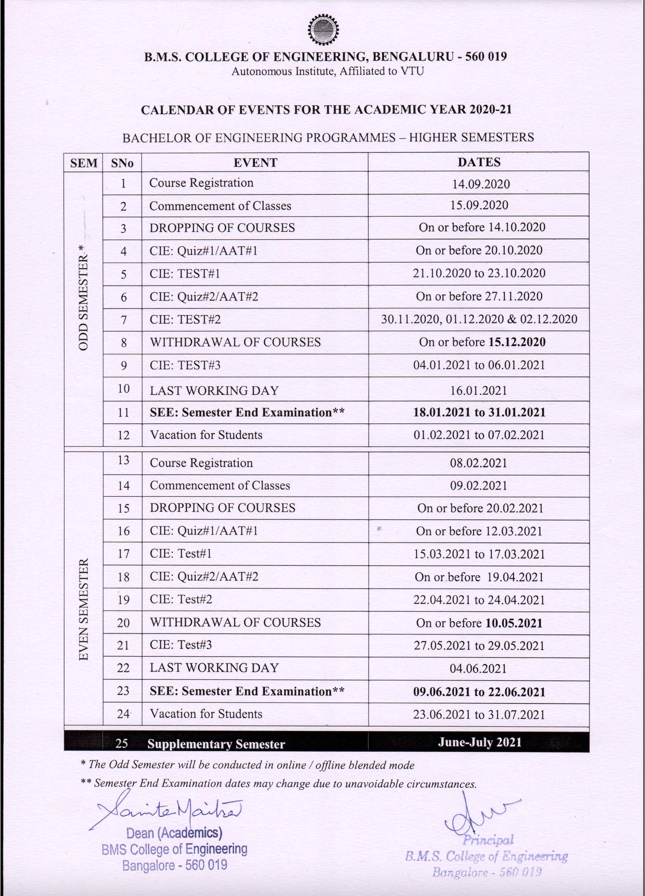 B.M.S. COLLEGE OF ENGINEERING, BENGALURU - 560 019
Autonomous Institute, Affiliated to VTU
CALENDAR OF EVENTS FOR THE ACADEMIC YEAR 2020-21
BACHELOR OF ENGINEERING PROGRAMMES – HIGHER SEMESTERS
SEM SNo EVENT DATES
ODD SEMESTER *
1 Course Registration 14.09.2020
2 Commencement of Classes 15.09.2020
3 DROPPING OF COURSES On or before 14.10.2020
4 CIE: Quiz#1/AAT#1 On or before 20.10.2020
5 CIE: TEST#1 21.10.2020 to 23.10.2020
6 CIE: Quiz#2/AAT#2 On or before 27.11.2020
7 CIE: TEST#2 30.11.2020, 01.12.2020 & 02.12.2020
8 WITHDRAWAL OF COURSES On or before 15.12.2020
9 CIE: TEST#3 04.01.2021 to 06.01.2021
10 LAST WORKING DAY 16.01.2021
11 SEE: Semester End Examination** 18.01.2021 to 31.01.2021
12 Vacation for Students 01.02.2021 to 07.02.2021
EVEN SEMESTER
13 Course Registration 08.02.2021
14 Commencement of Classes 09.02.2021
15 DROPPING OF COURSES On or before 20.02.2021
16 CIE: Quiz#1/AAT#1 On or before 12.03.2021
17 CIE: Test#1 15.03.2021 to 17.03.2021
18 CIE: Quiz#2/AAT#2 On or before 19.04.2021
19 CIE: Test#2 22.04.2021 to 24.04.2021
20 WITHDRAWAL OF COURSES On or before 10.05.2021
21 CIE: Test#3 27.05.2021 to 29.05.2021
22 LAST WORKING DAY 04.06.2021
23 SEE: Semester End Examination** 09.06.2021 to 22.06.2021
24 Vacation for Students 23.06.2021 to 31.07.2021
25 Supplementary Semester June-July 2021
* The Odd Semester will be conducted in online / offline blended mode
** Semester End Examination dates may change due to unavoidable circumstances.
Dean (Academics)
BMS College of Engineering
Bangalore - 560 019
Principal
B.M.S. College of Engineering
Bangalore - 560 019